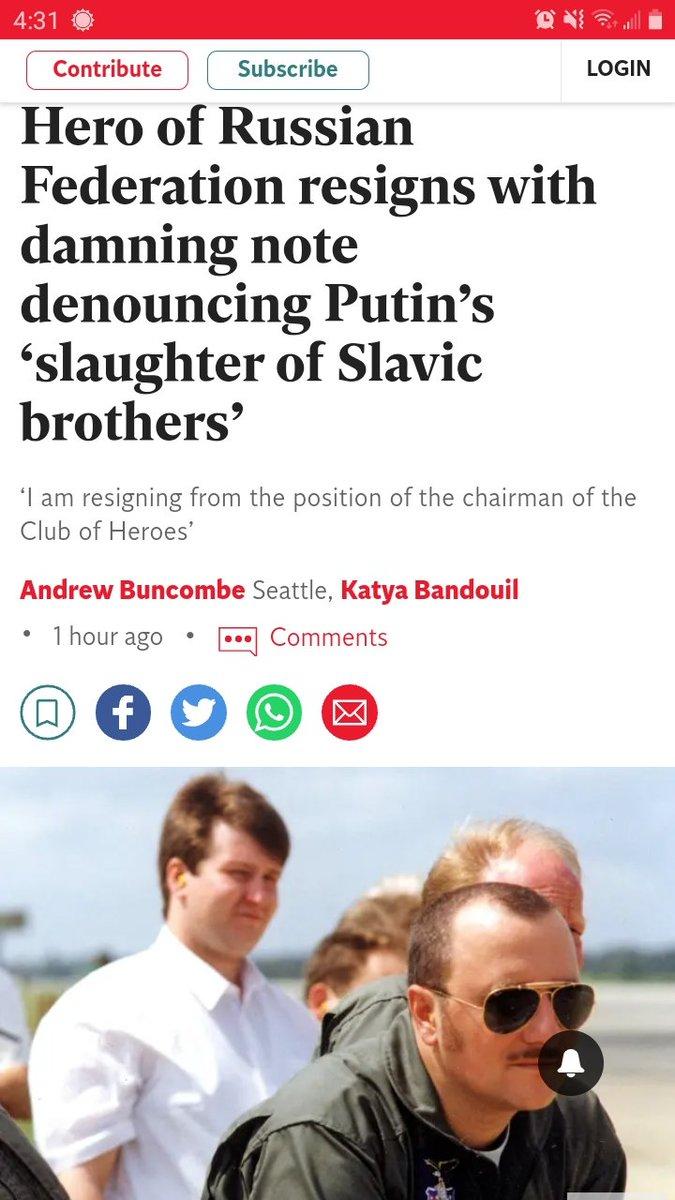 4:31
Contribute
Subscribe
LOGIN
Hero of Russian
Federation resigns with
damning note
denouncing Putin’s
‘slaughter of Slavic
brothers’
‘I am resigning from the position of the chairman of the
Club of Heroes’
Andrew Buncombe Seattle, Katya Bandouil
• 1 hour ago • Comments